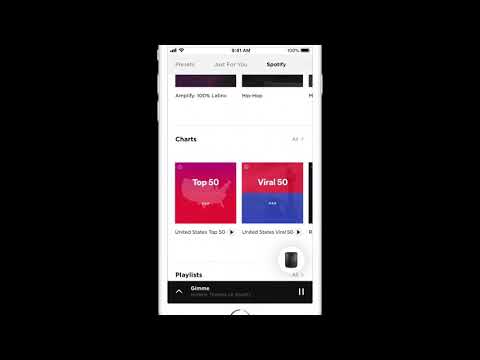 9:41 AM
100%
Presets
Just For You
Spotify
Amplify: 100% Latino
Hip-Hop
Charts
All
Top 50
Viral 50
United States Top 50
United States Viral 50
R
Playlists
All
Gimme